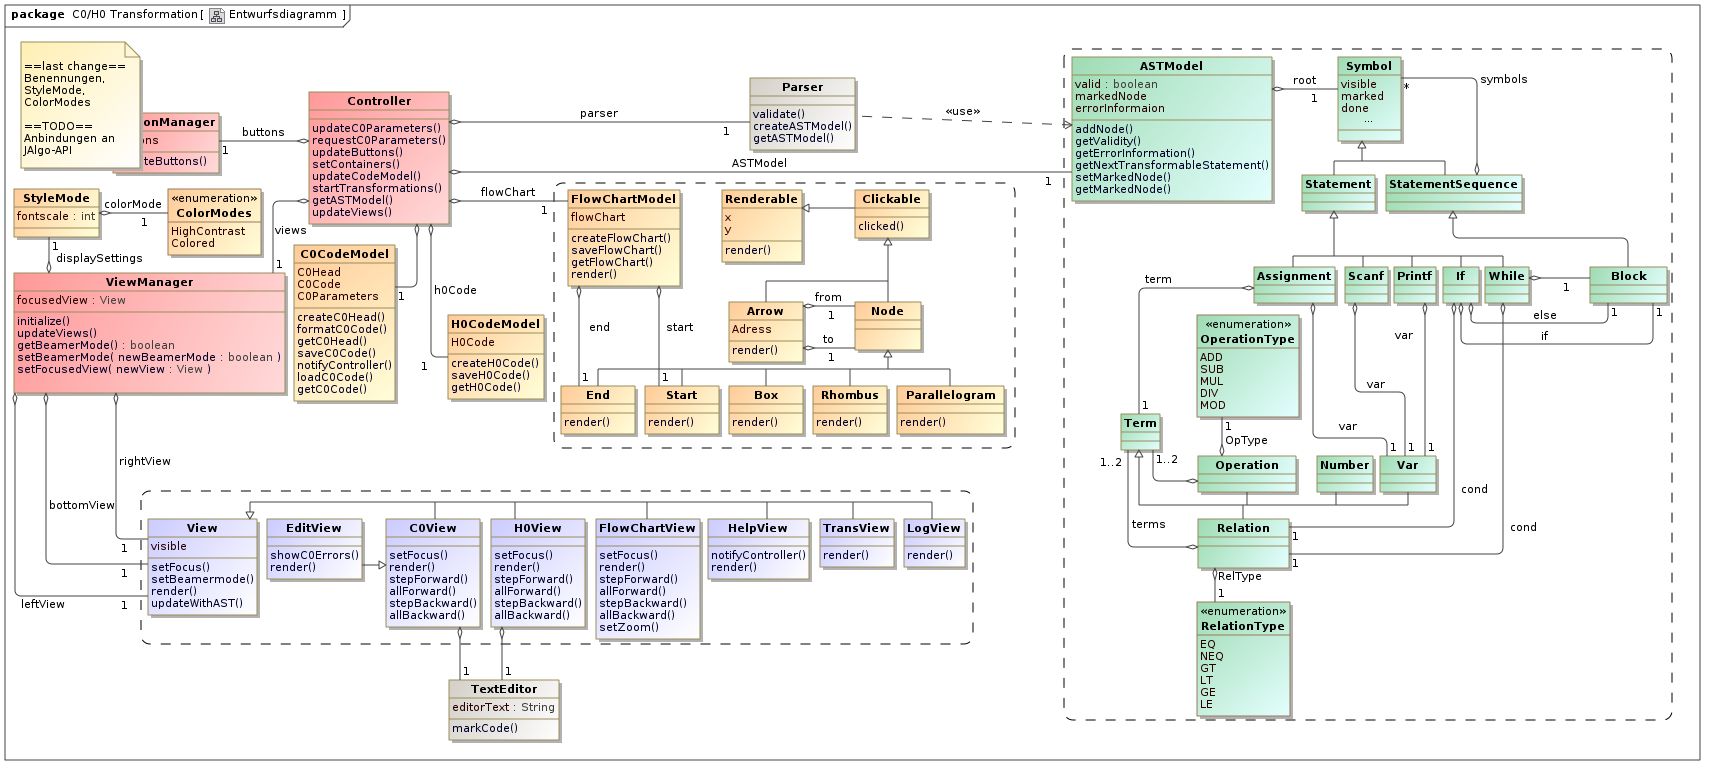 package C0/H0 Transformation [ Entwurfsdiagramm ]
==last change==
Benennungen,
StyleMode,
ColorModes
==TODO==
Anbindungen an
JAlgo-API
onManager
ons
teButtons()
buttons
1
Controller
updateC0Parameters()
requestC0Parameters()
updateButtons()
setContainers()
updateCodeModel()
startTransformations()
getASTModel()
updateViews()
parser
1
Parser
validate()
createASTModel()
getASTModel()
«use»
ASTModel
1
flowChart
1
views
1
h0Code
1
1
StyleMode
fontscale : int
colorMode
1
«enumeration»
ColorModes
HighContrast
Colored
1
displaySettings
ViewManager
focusedView : View
initialize()
updateViews()
getBeamerMode() : boolean
setBeamerMode( newBeamerMode : boolean )
setFocusedView( newView : View )
C0CodeModel
C0Head
C0Code
C0Parameters
createC0Head()
formatC0Code()
getC0Head()
saveC0Code()
notifyController()
loadC0Code()
getC0Code()
H0CodeModel
H0Code
createH0Code()
saveH0Code()
getH0Code()
FlowChartModel
flowChart
createFlowChart()
saveFlowChart()
getFlowChart()
render()
Renderable
x
y
render()
Clickable
clicked()
end
1
start
1
Arrow
Adress
render()
from
1
to
1
Node
End
render()
Start
render()
Box
render()
Rhombus
render()
Parallelogram
render()
rightView
1
bottomView
1
leftView
1
View
visible
setFocus()
setBeamermode()
render()
updateWithAST()
EditView
showC0Errors()
render()
C0View
setFocus()
render()
stepForward()
allForward()
stepBackward()
allBackward()
H0View
setFocus()
render()
stepForward()
allForward()
stepBackward()
allBackward()
FlowChartView
setFocus()
render()
stepForward()
allForward()
stepBackward()
allBackward()
setZoom()
HelpView
notifyController()
render()
TransView
render()
LogView
render()
1
1
TextEditor
editorText : String
markCode()
ASTModel
valid : boolean
markedNode
errorInformaion
addNode()
getValidity()
getErrorInformation()
getNextTransformableStatement()
setMarkedNode()
getMarkedNode()
root
1
Symbol
visible
marked
done
...
*
symbols
Statement
StatementSequence
Assignment
Scanf
Printf
If
While
Block
1
1
1
else
if
term
1
«enumeration»
OperationType
ADD
SUB
MUL
DIV
MOD
1
OpType
var
var
var
1
1
1
Term
1..2
1..2
terms
Operation
Number
Var
cond
cond
Relation
1
1
RelType
1
«enumeration»
RelationType
EQ
NEQ
GT
LT
GE
LE